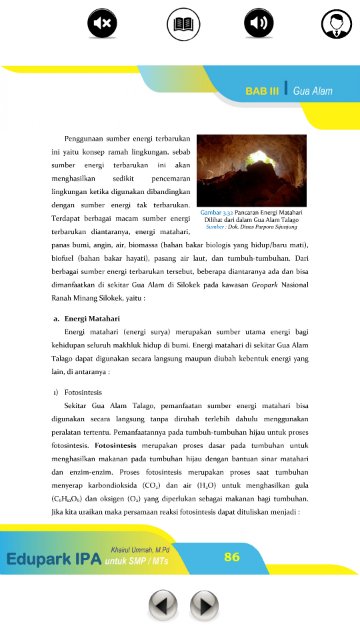 BAB III | Gua Alam
Penggunaan sumber energi terbarukan
ini yaitu konsep ramah lingkungan, sebab
sumber energi terbarukan ini akan
menghasilkan sedikit pencemaran
lingkungan ketika digunakan dibandingkan
dengan sumber energi tak terbarukan.
Terdapat berbagai macam sumber energi
terbarukan diantaranya, energi matahari,
Gambar 3.32 Pancaran Energi Matahari
Dilihat dari dalam Gua Alam Talago
Sumber : Dok. Dinas Parpora Sijunjung
panas bumi, angin, air, biomassa (bahan bakar biologis yang hidup/baru mati),
biofuel (bahan bakar hayati), pasang air laut, dan tumbuh-tumbuhan. Dari
berbagai sumber energi terbarukan tersebut, beberapa diantaranya ada dan bisa
dimanfaatkan di sekitar Gua Alam di Silokek pada kawasan Geopark Nasional
Ranah Minang Silokek, yaitu :
a. Energi Matahari
Energi matahari (energi surya) merupakan sumber utama energi bagi
kehidupan seluruh makhluk hidup di bumi. Energi matahari di sekitar Gua Alam
Talago dapat digunakan secara langsung maupun diubah kebentuk energi yang
lain, di antaranya :
1) Fotosintesis
Sekitar Gua Alam Talago, pemanfaatan sumber energi matahari bisa
digunakan secara langsung tanpa dirubah terlebih dahulu menggunakan
peralatan tertentu. Pemanfaatannya pada tumbuh-tumbuhan hijau untuk proses
fotosintesis. Fotosintesis merupakan proses dasar pada tumbuhan untuk
menghasilkan makanan pada tumbuhan hijau dengan bantuan sinar matahari
dan enzim-enzim. Proses fotosintesis merupakan proses saat tumbuhan
menyerap karbondioksida (CO₂) dan air (H₂O) untuk menghasilkan gula
(C₆H₁₂O₆) dan oksigen (O₂) yang diperlukan sebagai makanan bagi tumbuhan.
Jika kita uraikan maka persamaan reaksi fotosintesis dapat dituliskan menjadi :
Khairul Ummah, M.Pd
Edupark IPA untuk SMP / MTs
86